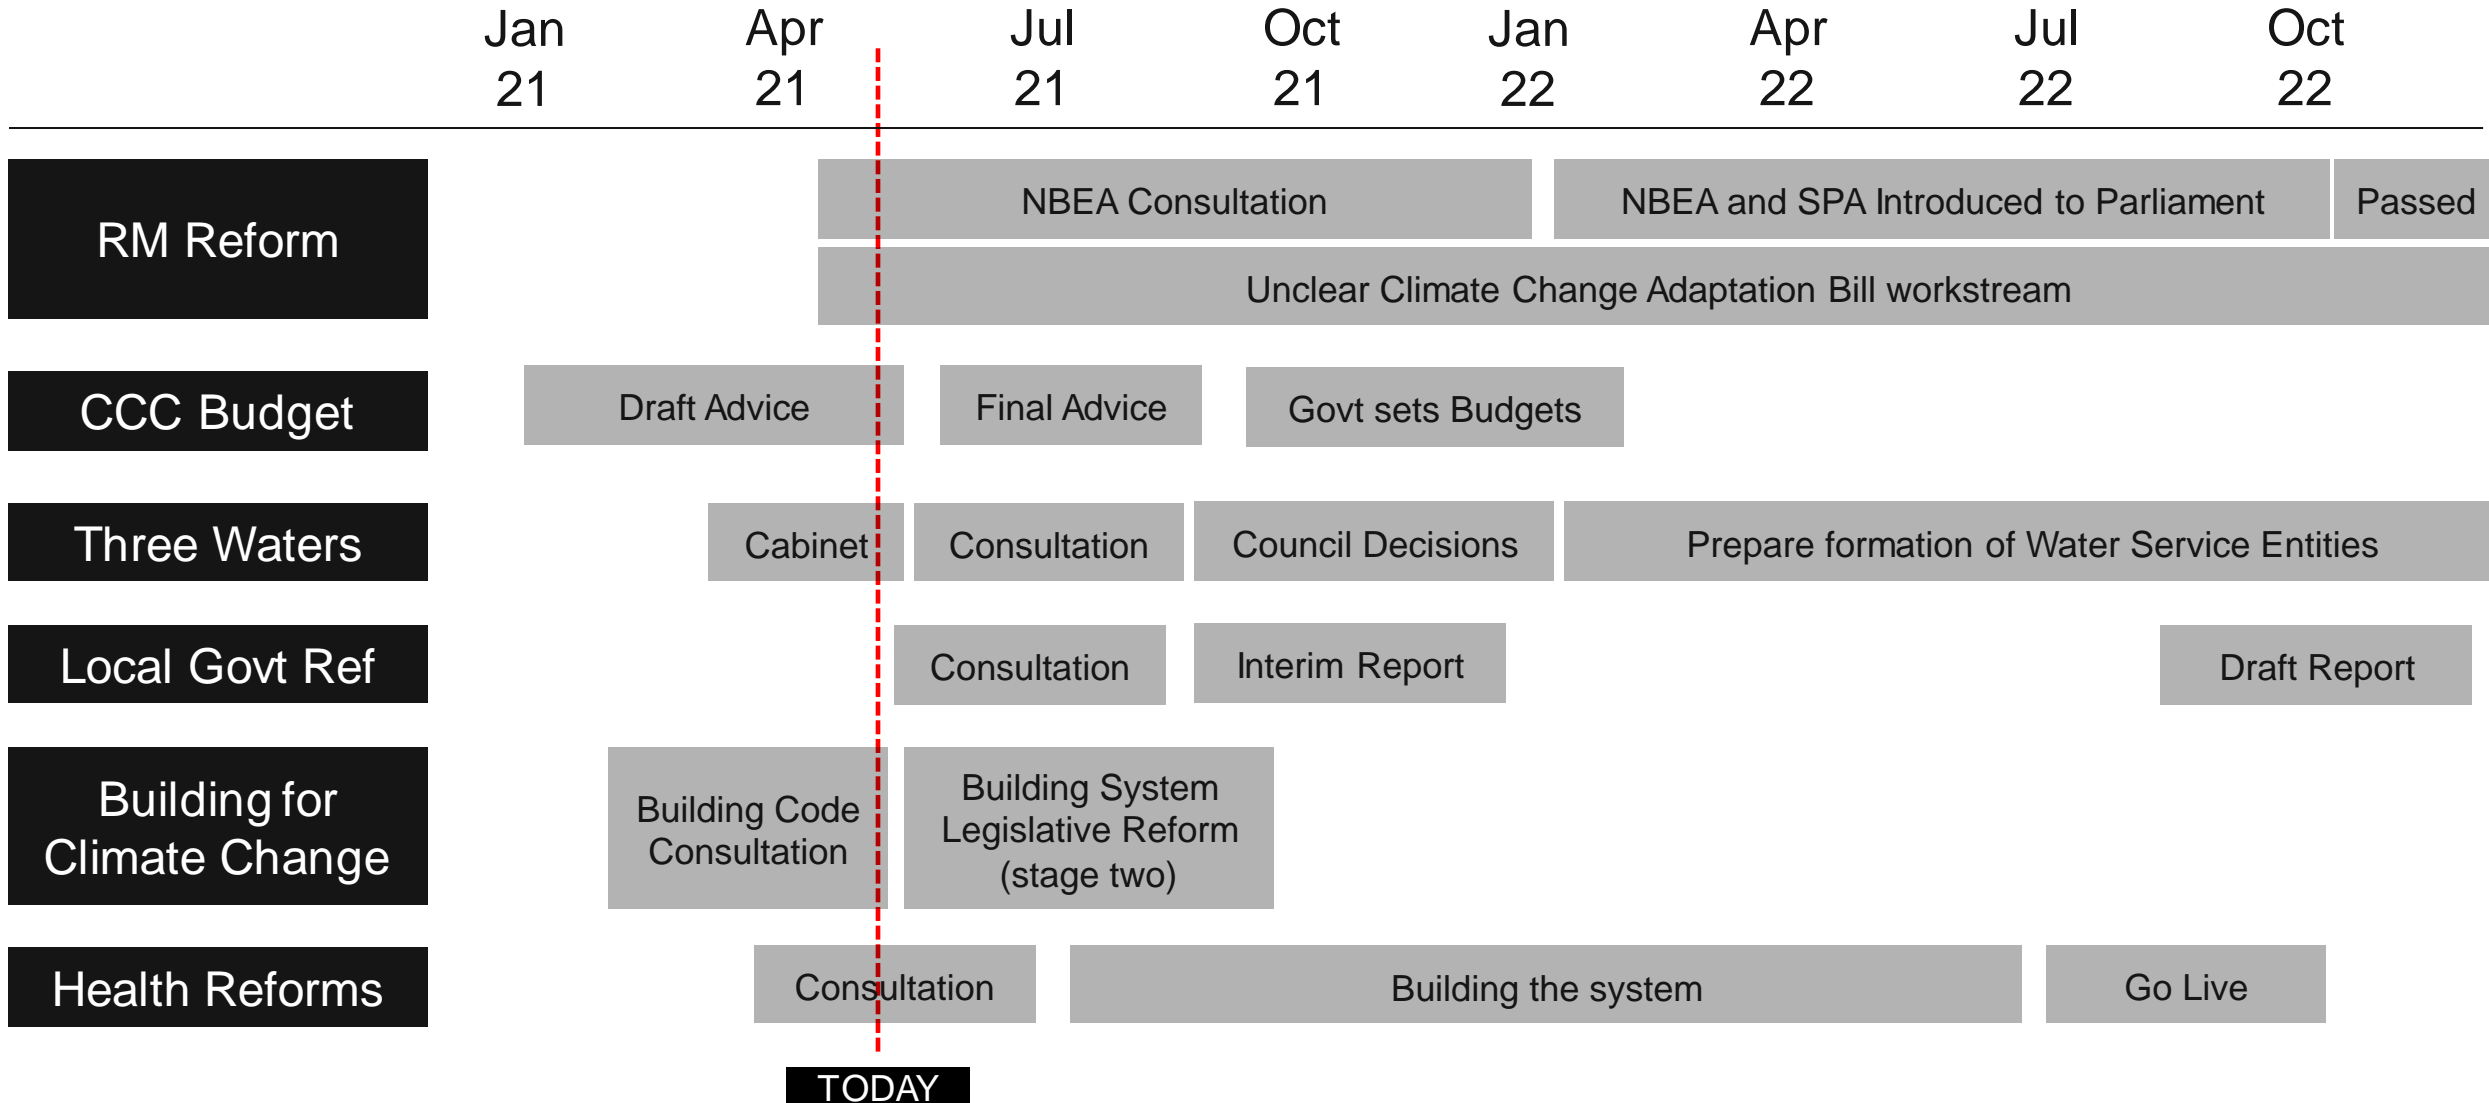 Jan Apr Jul Oct Jan Apr Jul Oct
21 21 21 21 22 22 22 22
RM Reform
NBEA Consultation
NBEA and SPA Introduced to Parliament
Passed
Unclear Climate Change Adaptation Bill workstream
CCC Budget
Draft Advice
Final Advice
Govt sets Budgets
Three Waters
Cabinet
Consultation
Council Decisions
Prepare formation of Water Service Entities
Local Govt Ref
Consultation
Interim Report
Draft Report
Building for
Climate Change
Building Code
Consultation
Building System
Legislative Reform
(stage two)
Health Reforms
Consultation
Building the system
Go Live
TODAY